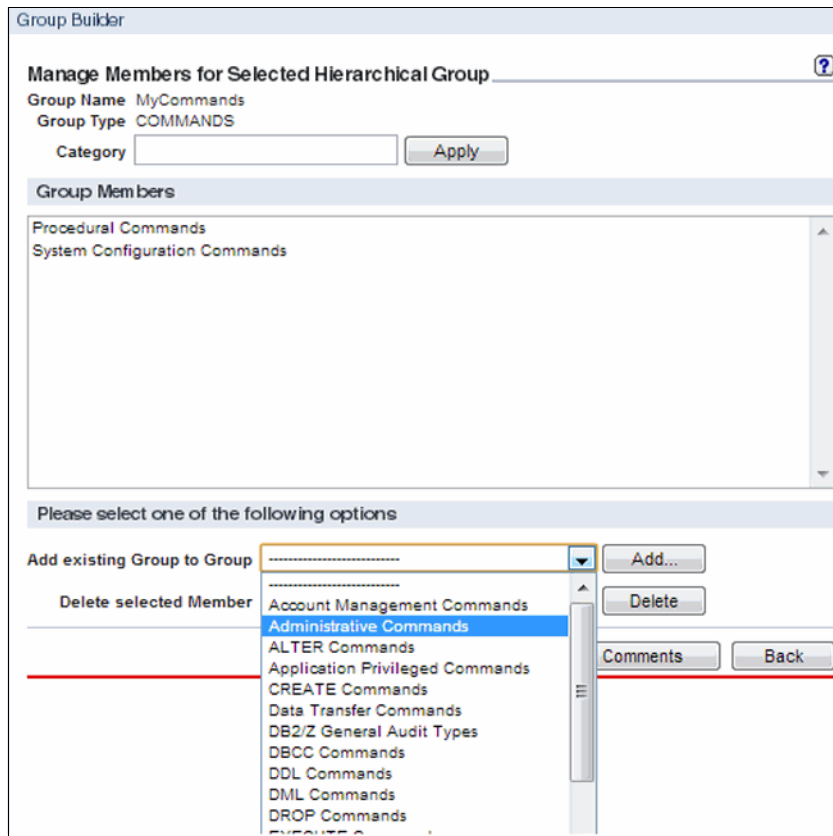 Group Builder
Manage Members for Selected Hierarchical Group
?
Group Name MyCommands
Group Type COMMANDS
Category
Apply
Group Members
Procedural Commands
System Configuration Commands
Please select one of the following options
Add existing Group to Group ---------------------------- Add...
----------------------------
Delete selected Member
Delete
Account Management Commands
Administrative Commands
ALTER Commands
Application Privileged Commands
Comments
Back
CREATE Commands
Data Transfer Commands
DB2/Z General Audit Types
DBCC Commands
DDL Commands
DML Commands
DROP Commands